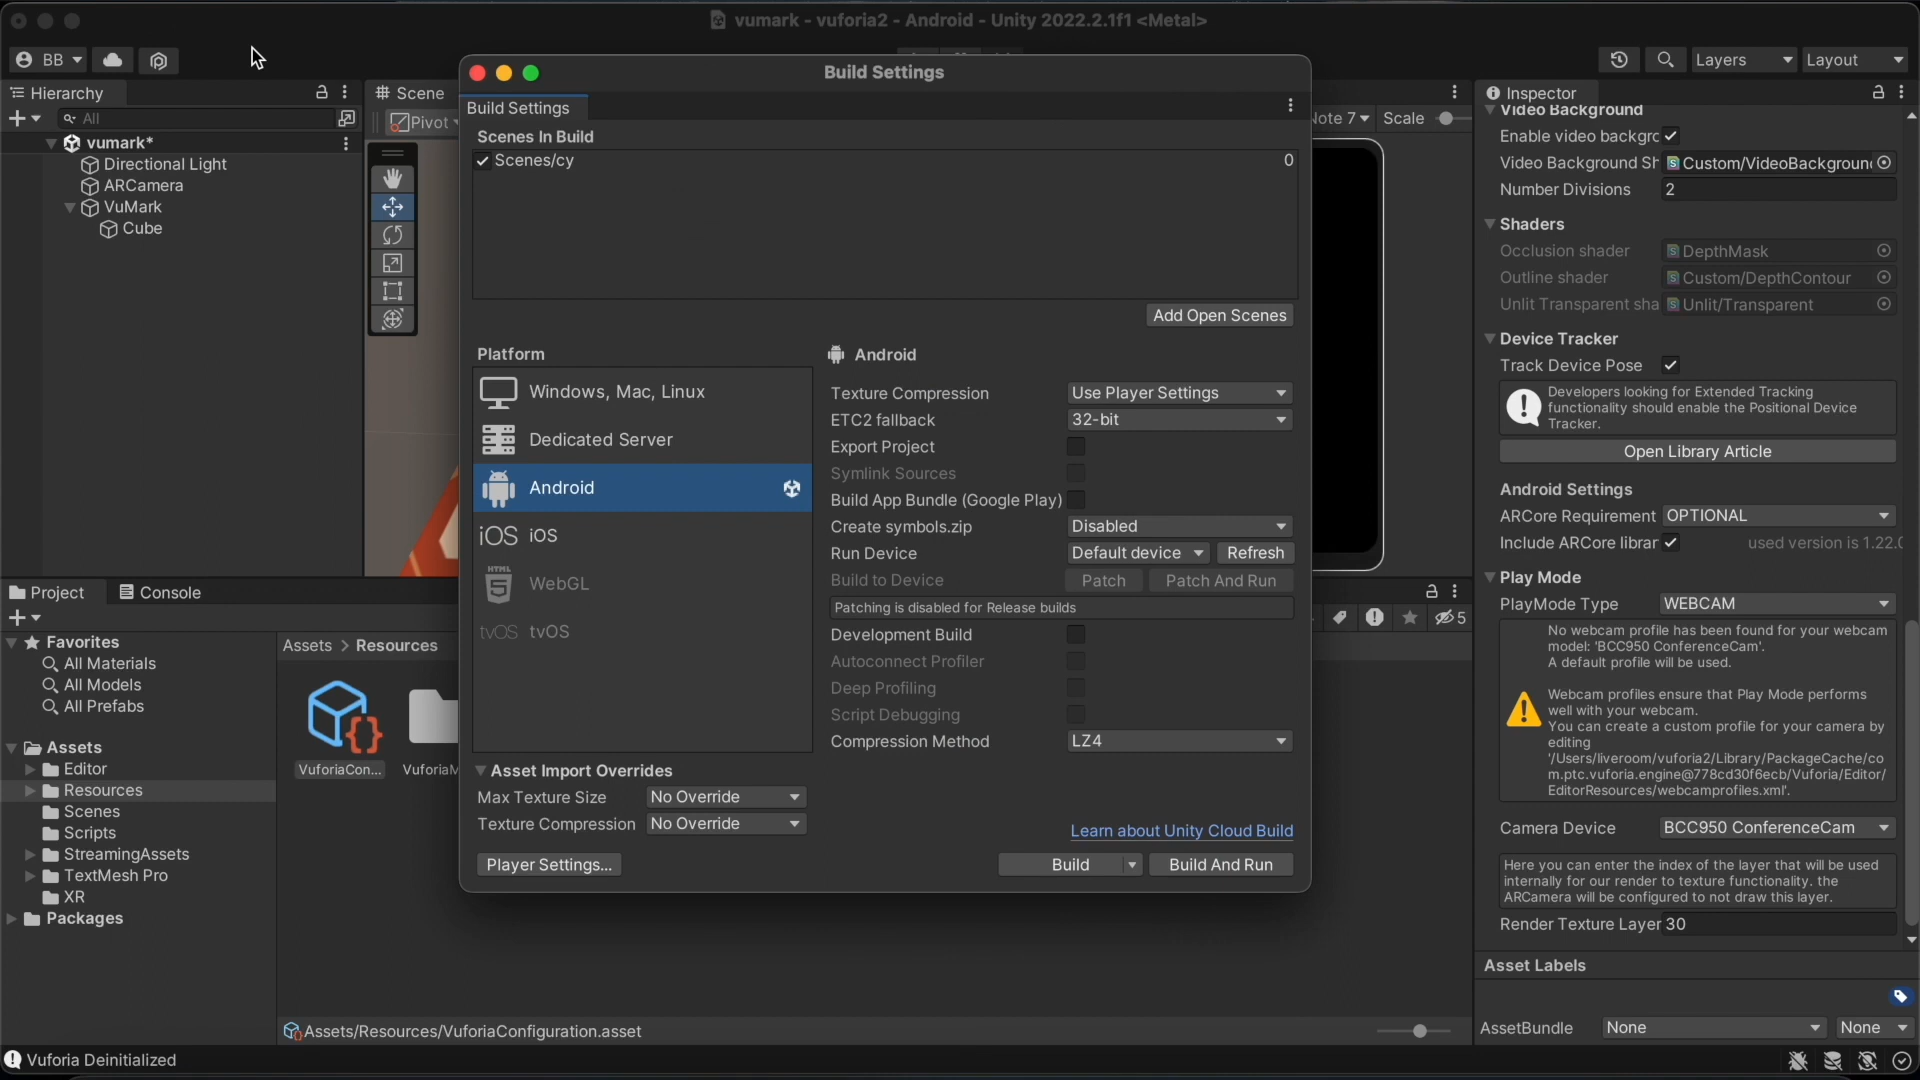 vumark - vuforia2 - Android - Unity 2022.2.1f1 <Metal>
BB
Layers
Layout
Hierarchy
All
vumark*
Directional Light
ARCamera
VuMark
Cube
Scene
Pivot
Build Settings
Build Settings
Scenes In Build
Scenes/cy
0
Add Open Scenes
Platform
Windows, Mac, Linux
Dedicated Server
Android
iOS iOS
HTML
5
WebGL
tvOS tvOS
Android
Texture Compression
Use Player Settings
ETC2 fallback
32-bit
Export Project
Symlink Sources
Build App Bundle (Google Play)
Create symbols.zip
Disabled
Run Device
Default device
Refresh
Build to Device
Patch
Patch And Run
Patching is disabled for Release builds
Development Build
Autoconnect Profiler
Deep Profiling
Script Debugging
Compression Method
LZ4
Asset Import Overrides
Max Texture Size
No Override
Texture Compression
No Override
Learn about Unity Cloud Build
Player Settings...
Build
Build And Run
Note 7
Scale
Inspector
Video Background
Enable video backgrc
Video Background Sh
Custom/VideoBackground
Number Divisions
2
Shaders
Occlusion shader
DepthMask
Outline shader
Custom/DepthContour
Unlit Transparent sha
Unlit/Transparent
Device Tracker
Track Device Pose
Developers looking for Extended Tracking
functionality should enable the Positional Device
Tracker.
Open Library Article
Android Settings
ARCore Requirement
OPTIONAL
Include ARCore librar
used version is 1.22.0
Play Mode
PlayMode Type
WEBCAM
No webcam profile has been found for your webcam
model: 'BCC950 ConferenceCam'.
A default profile will be used.
Webcam profiles ensure that Play Mode performs
well with your webcam.
You can create a custom profile for your camera by
editing
'/Users/liveroom/vuforia2/Library/PackageCache/co
m.ptc.vuforia.engine@778cd30f6ecb/Vuforia/Editor/
EditorResources/webcamprofiles.xml'.
Camera Device
BCC950 ConferenceCam
Here you can enter the index of the layer that will be used
internally for our render to texture functionality. the
ARCamera will be configured to not draw this layer.
Render Texture Layer
30
Asset Labels
AssetBundle
None
None
Project
Console
5
Favorites
All Materials
All Models
All Prefabs
Assets
Editor
Resources
Scenes
Scripts
StreamingAssets
TextMesh Pro
XR
Packages
Assets > Resources
VuforiaCon...
VuforiaM
Assets/Resources/VuforiaConfiguration.asset
Vuforia Deinitialized